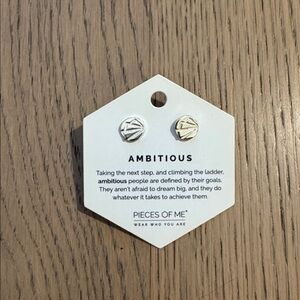 AMBITIOUS
Taking the next step, and climbing the ladder,
ambitious people are defined by their goals.
They aren't afraid to dream big, and they do
whatever it takes to achieve them.
PIECES OF ME®
WEAR WHO YOU ARE